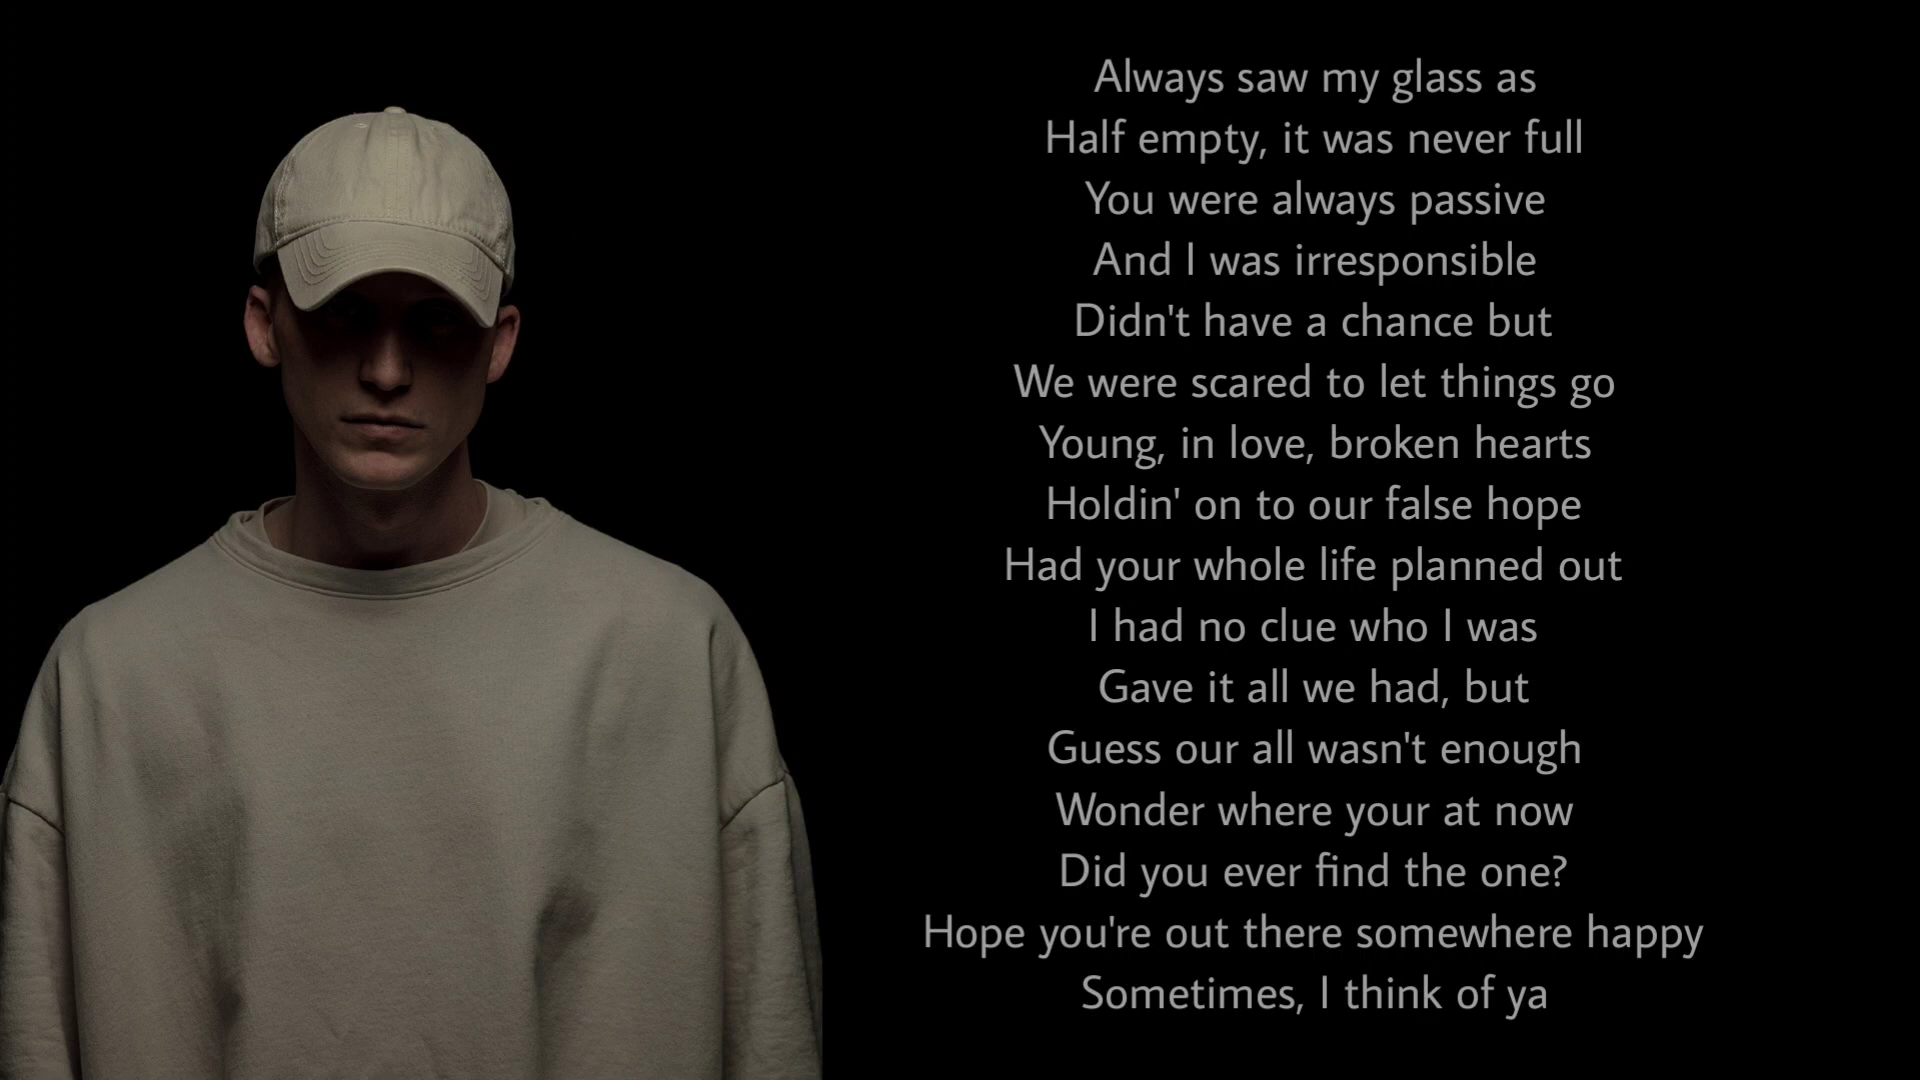 Always saw my glass as
Half empty, it was never full
You were always passive
And I was irresponsible
Didn't have a chance but
We were scared to let things go
Young, in love, broken hearts
Holdin' on to our false hope
Had your whole life planned out
I had no clue who I was
Gave it all we had, but
Guess our all wasn't enough
Wonder where your at now
Did you ever find the one?
Hope you're out there somewhere happy
Sometimes, I think of ya